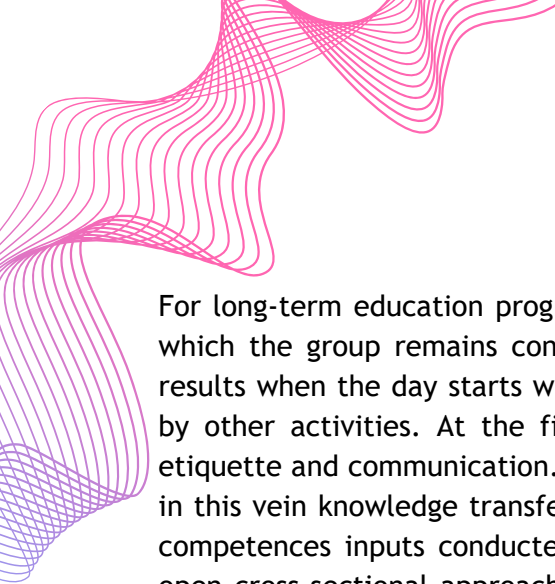 For long-term education prog
which the group remains con
results when the day starts w
by other activities. At the fi
etiquette and communication.
in this vein knowledge transfe
competences inputs conducte
open cross-sectional approach